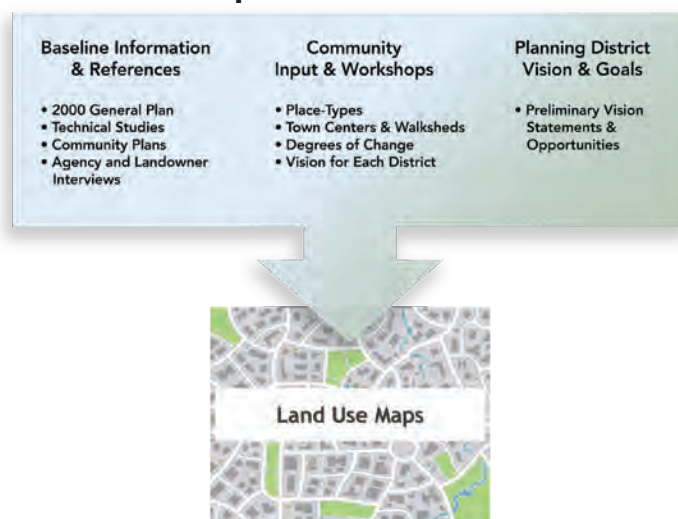 Baseline Information
& References
• 2000 General Plan
• Technical Studies
• Community Plans
• Agency and Landowner
Interviews
Community
Input & Workshops
• Place-Types
• Town Centers & Walksheds
• Degrees of Change
• Vision for Each District
Planning District
Vision & Goals
• Preliminary Vision
Statements &
Opportunities
Land Use Maps